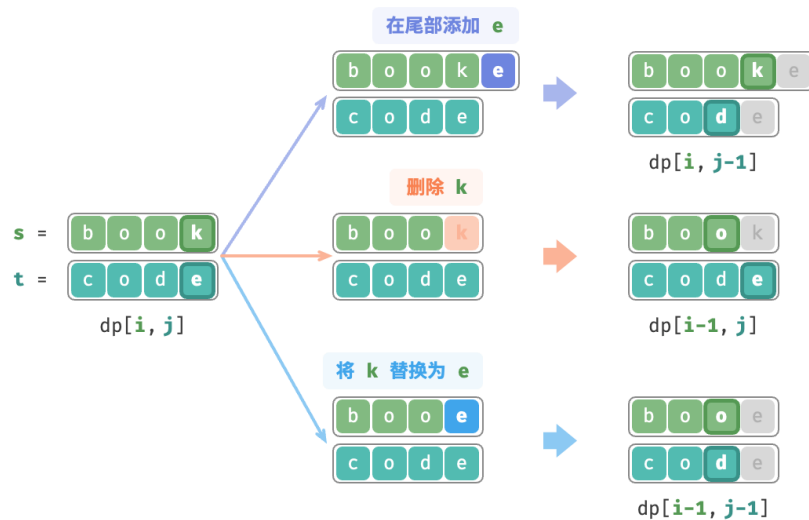 在尾部添加 e
b o o k e
c o d e
b o o k e
c o d e
dp[i, j-1]
删除 k
s = b o o k
t = c o d e
dp[i, j]
b o o k
c o d e
b o o k
c o d e
dp[i-1, j]
将 k 替换为 e
b o o e
c o d e
b o o e
c o d e
dp[i-1, j-1]